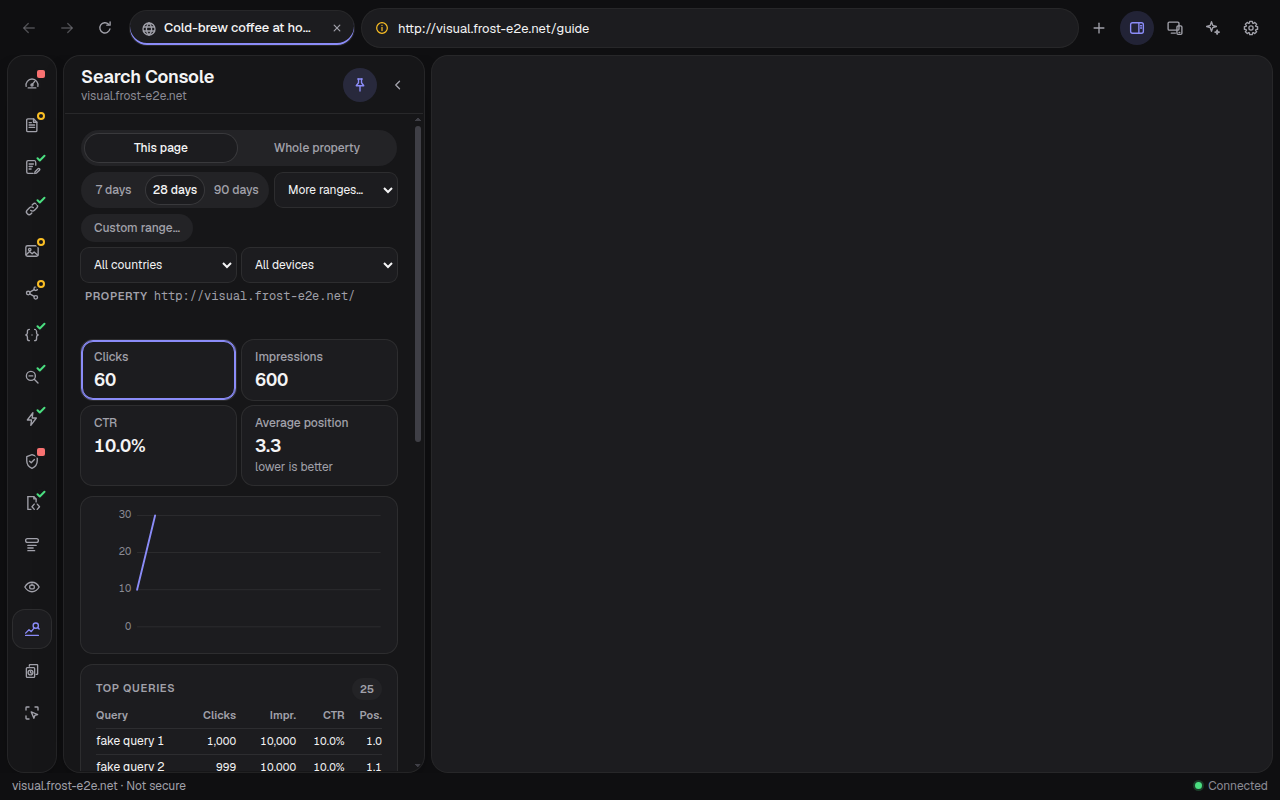 Cold-brew coffee at ho...
http://visual.frost-e2e.net/guide
Search Console
visual.frost-e2e.net
This page
Whole property
7 days
28 days
90 days
More ranges...
Custom range...
All countries
All devices
PROPERTY http://visual.frost-e2e.net/
Clicks
60
Impressions
600
CTR
10.0%
Average position
3.3
lower is better
30
20
10
0
TOP QUERIES
25
Query Clicks Impr. CTR Pos.
fake query 1 1,000 10,000 10.0% 1.0
fake query 2 999 10,000 10.0% 1.1
visual.frost-e2e.net · Not secure
Connected